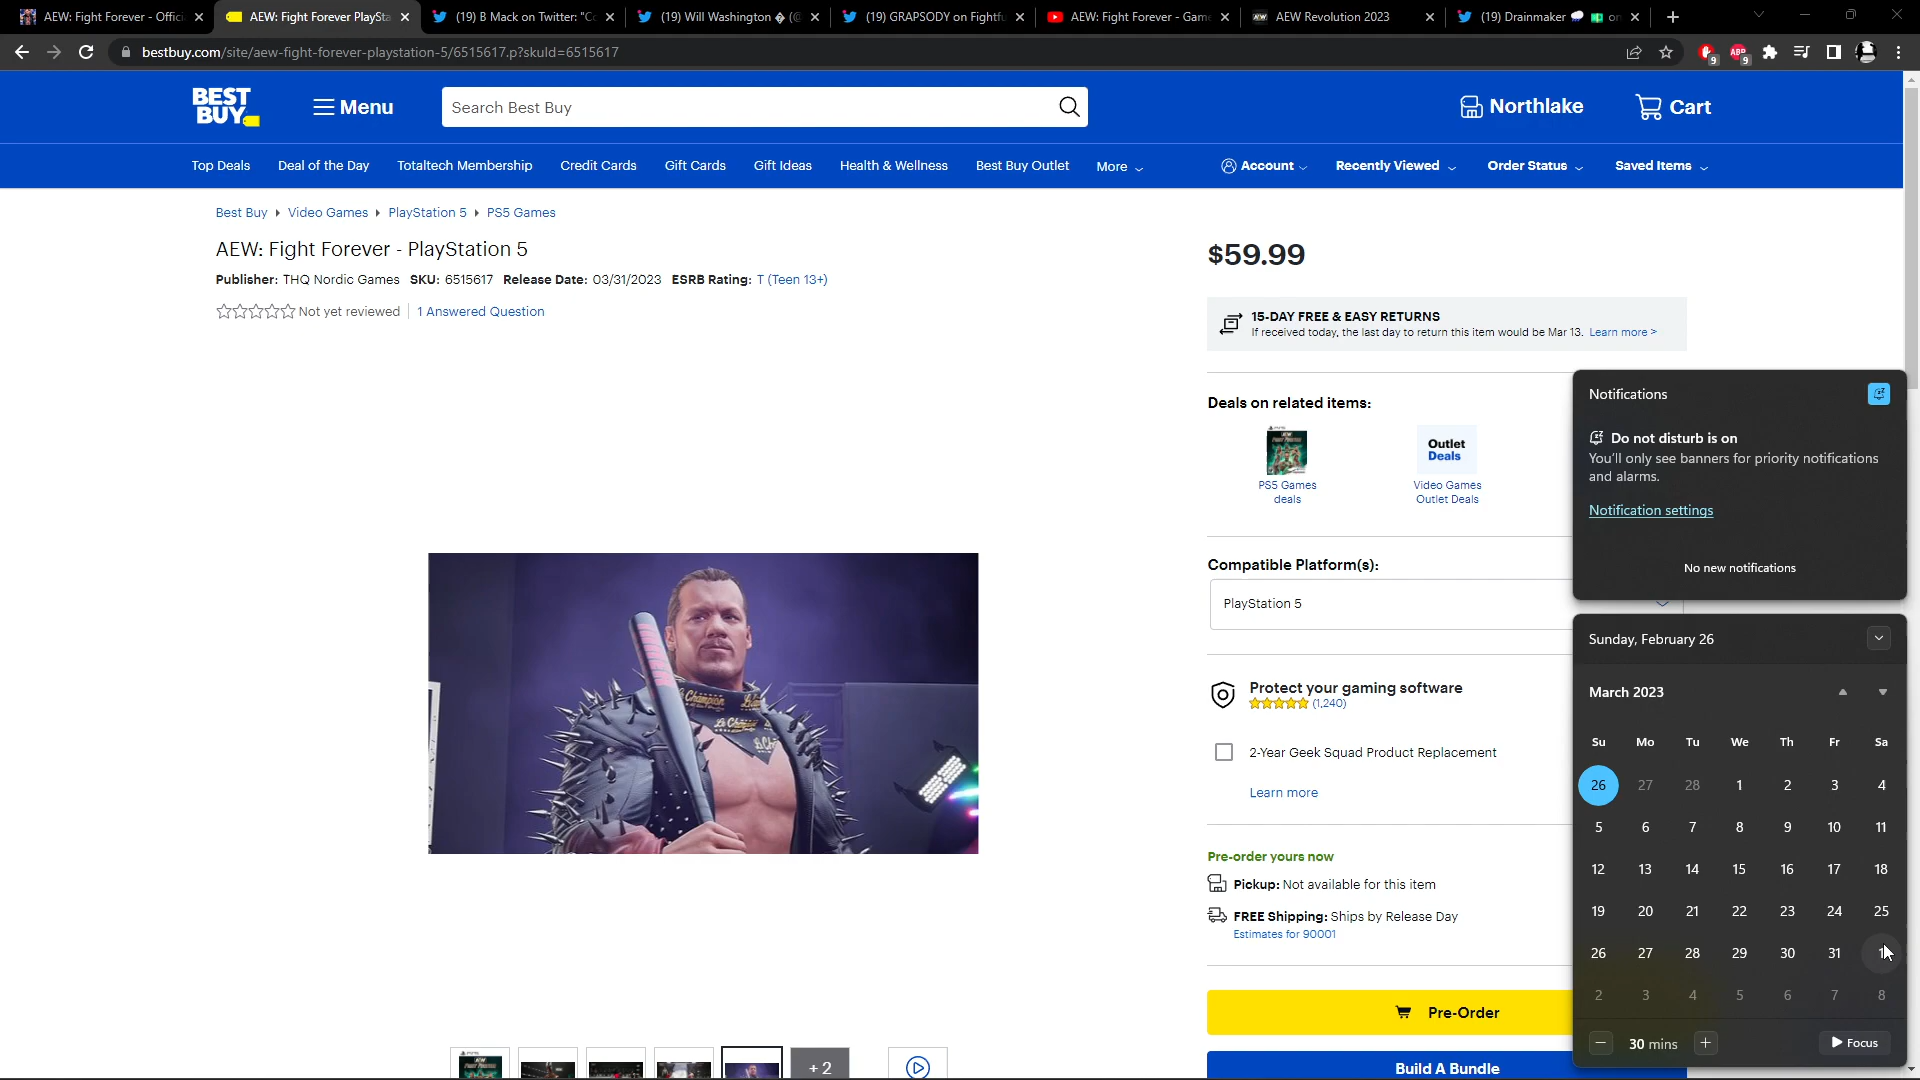 AEW: Fight Forever - Offici
AEW: Fight Forever PlaySta
(19) B Mack on Twitter: "Co
(19) Will Washington � (@
(19) GRAPSODY on Fightfu
AEW: Fight Forever - Game
AEW Revolution 2023
(19) Drainmaker 🌧️ 💵 on
bestbuy.com/site/aew-fight-forever-playstation-5/6515617.p?skuId=6515617
9
ABP
9
BEST BUY
Menu
Search Best Buy
Northlake
Cart
Top Deals
Deal of the Day
Totaltech Membership
Credit Cards
Gift Cards
Gift Ideas
Health & Wellness
Best Buy Outlet
More
Account
Recently Viewed
Order Status
Saved Items
Best Buy
Video Games
PlayStation 5
PS5 Games
AEW: Fight Forever - PlayStation 5
Publisher: THQ Nordic Games SKU: 6515617 Release Date: 03/31/2023 ESRB Rating: T (Teen 13+)
Not yet reviewed
1 Answered Question
$59.99
15-DAY FREE & EASY RETURNS
If received today, the last day to return this item would be Mar 13. Learn more >
Deals on related items:
PS5 Games
deals
Outlet
Deals
Video Games
Outlet Deals
Compatible Platform(s):
PlayStation 5
Protect your gaming software
(1,240)
2-Year Geek Squad Product Replacement
Learn more
Pre-order yours now
Pickup: Not available for this item
FREE Shipping: Ships by Release Day
Estimates for 90001
Pre-Order
Build A Bundle
Champion
Le Champion
+ 2
Notifications
Do not disturb is on
You'll only see banners for priority notifications
and alarms.
Notification settings
No new notifications
Sunday, February 26
March 2023
Su Mo Tu We Th Fr Sa
26 27 28 1 2 3 4
5 6 7 8 9 10 11
12 13 14 15 16 17 18
19 20 21 22 23 24 25
26 27 28 29 30 31 1
2 3 4 5 6 7 8
30 mins
Focus